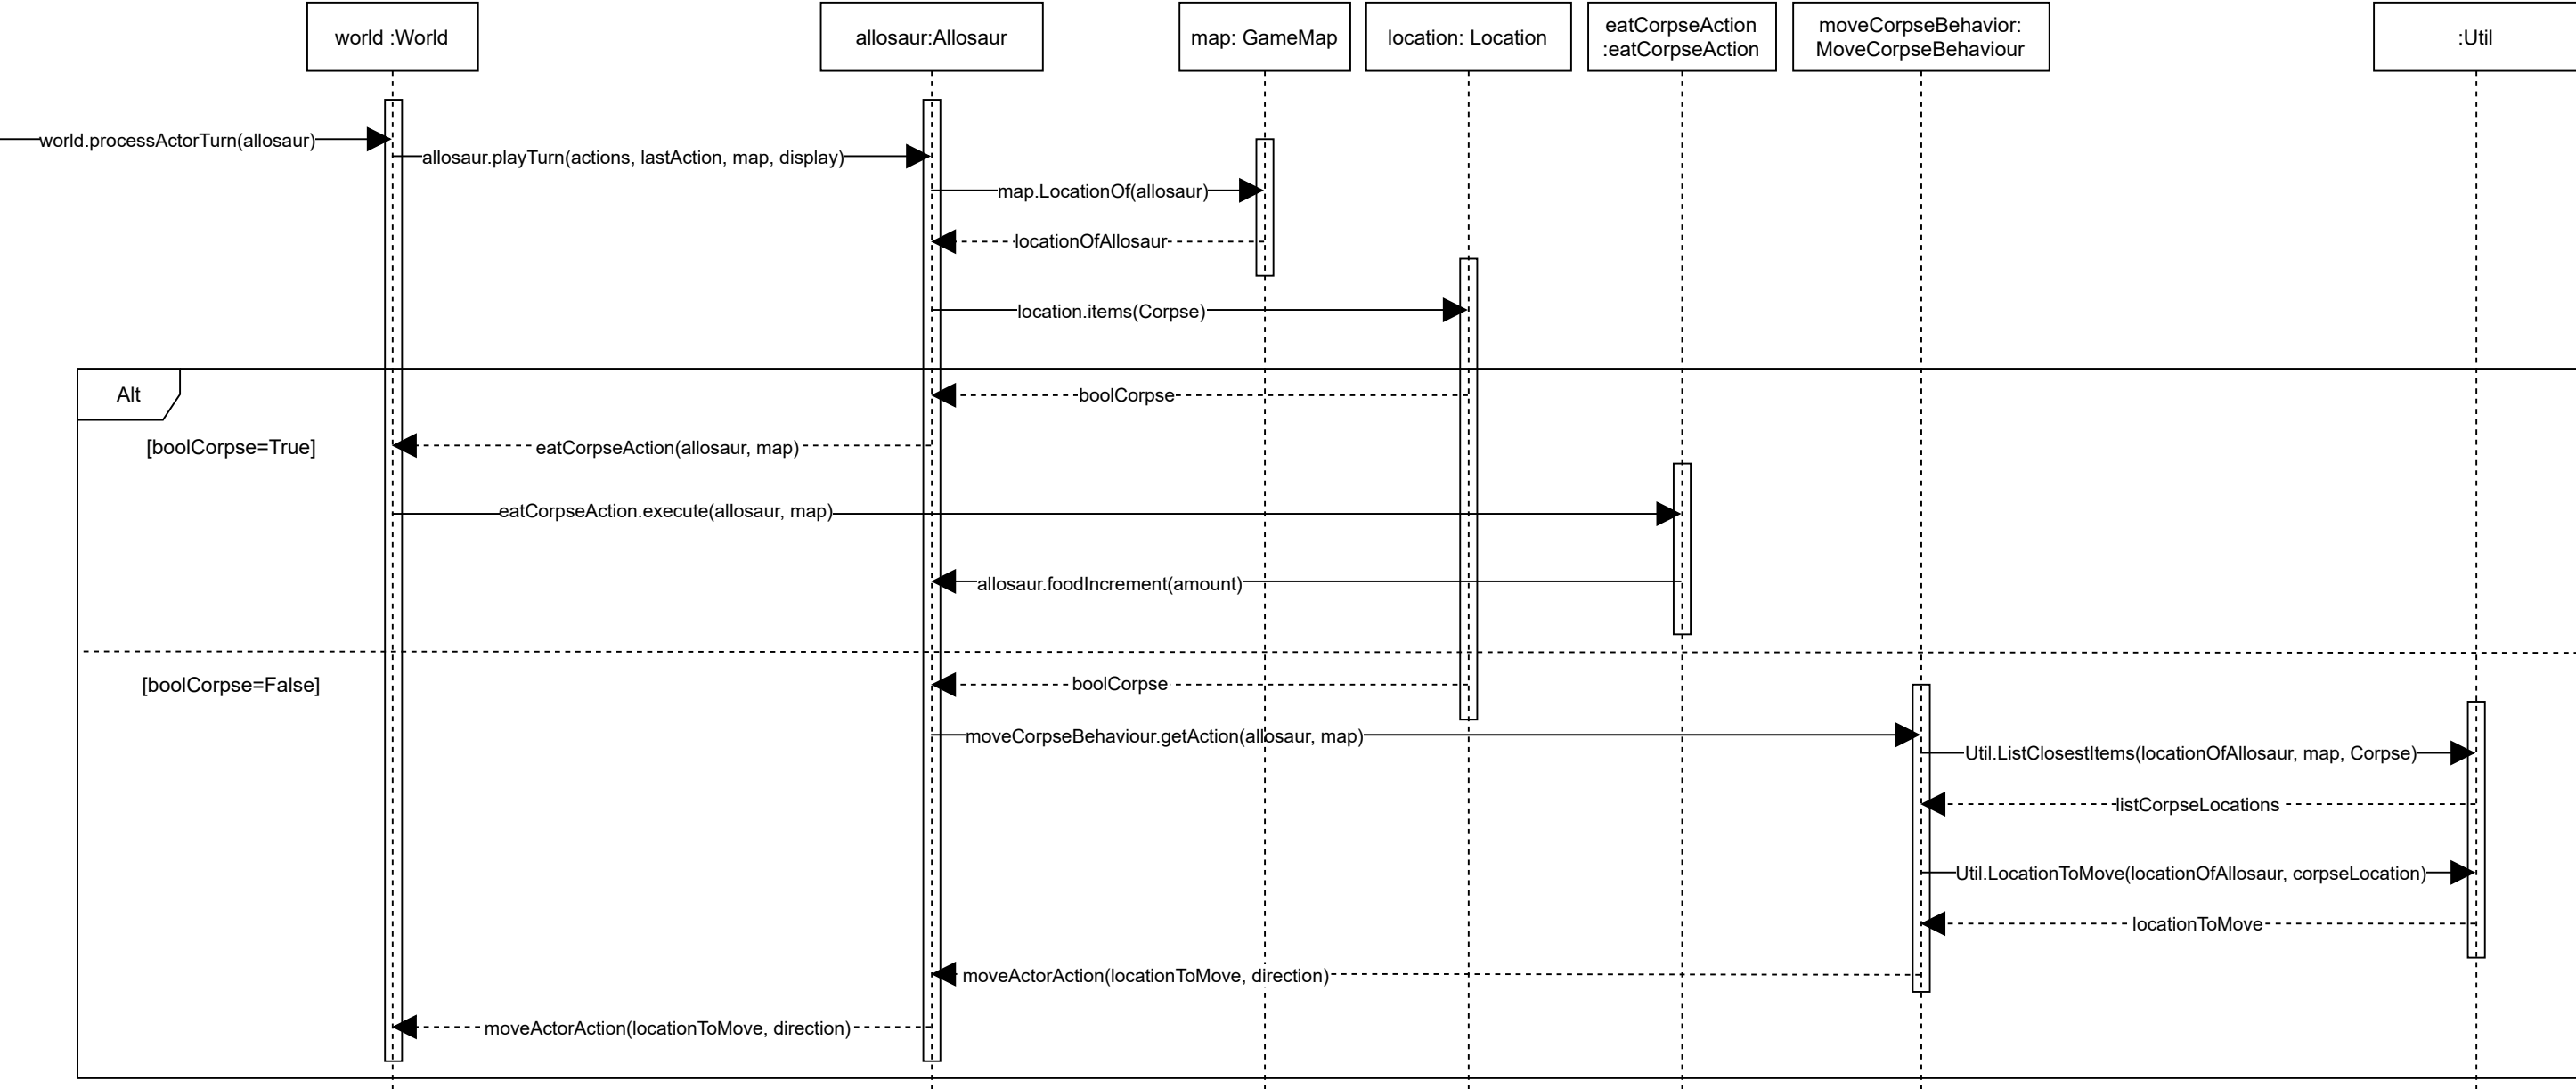 world :World
allosaur:Allosaur
map: GameMap
location: Location
eatCorpseAction
:eatCorpseAction
moveCorpseBehavior:
MoveCorpseBehaviour
:Util
world.processActorTurn(allosaur)
allosaur.playTurn(actions, lastAction, map, display)
map.LocationOf(allosaur)
locationOfAllosaur
location.items(Corpse)
Alt
boolCorpse
[boolCorpse=True]
eatCorpseAction(allosaur, map)
eatCorpseAction.execute(allosaur, map)
allosaur.foodIncrement(amount)
[boolCorpse=False]
boolCorpse
moveCorpseBehaviour.getAction(allosaur, map)
Util.ListClosestItems(locationOfAllosaur, map, Corpse)
listCorpseLocations
Util.LocationToMove(locationOfAllosaur, corpseLocation)
locationToMove
moveActorAction(locationToMove, direction)
moveActorAction(locationToMove, direction)